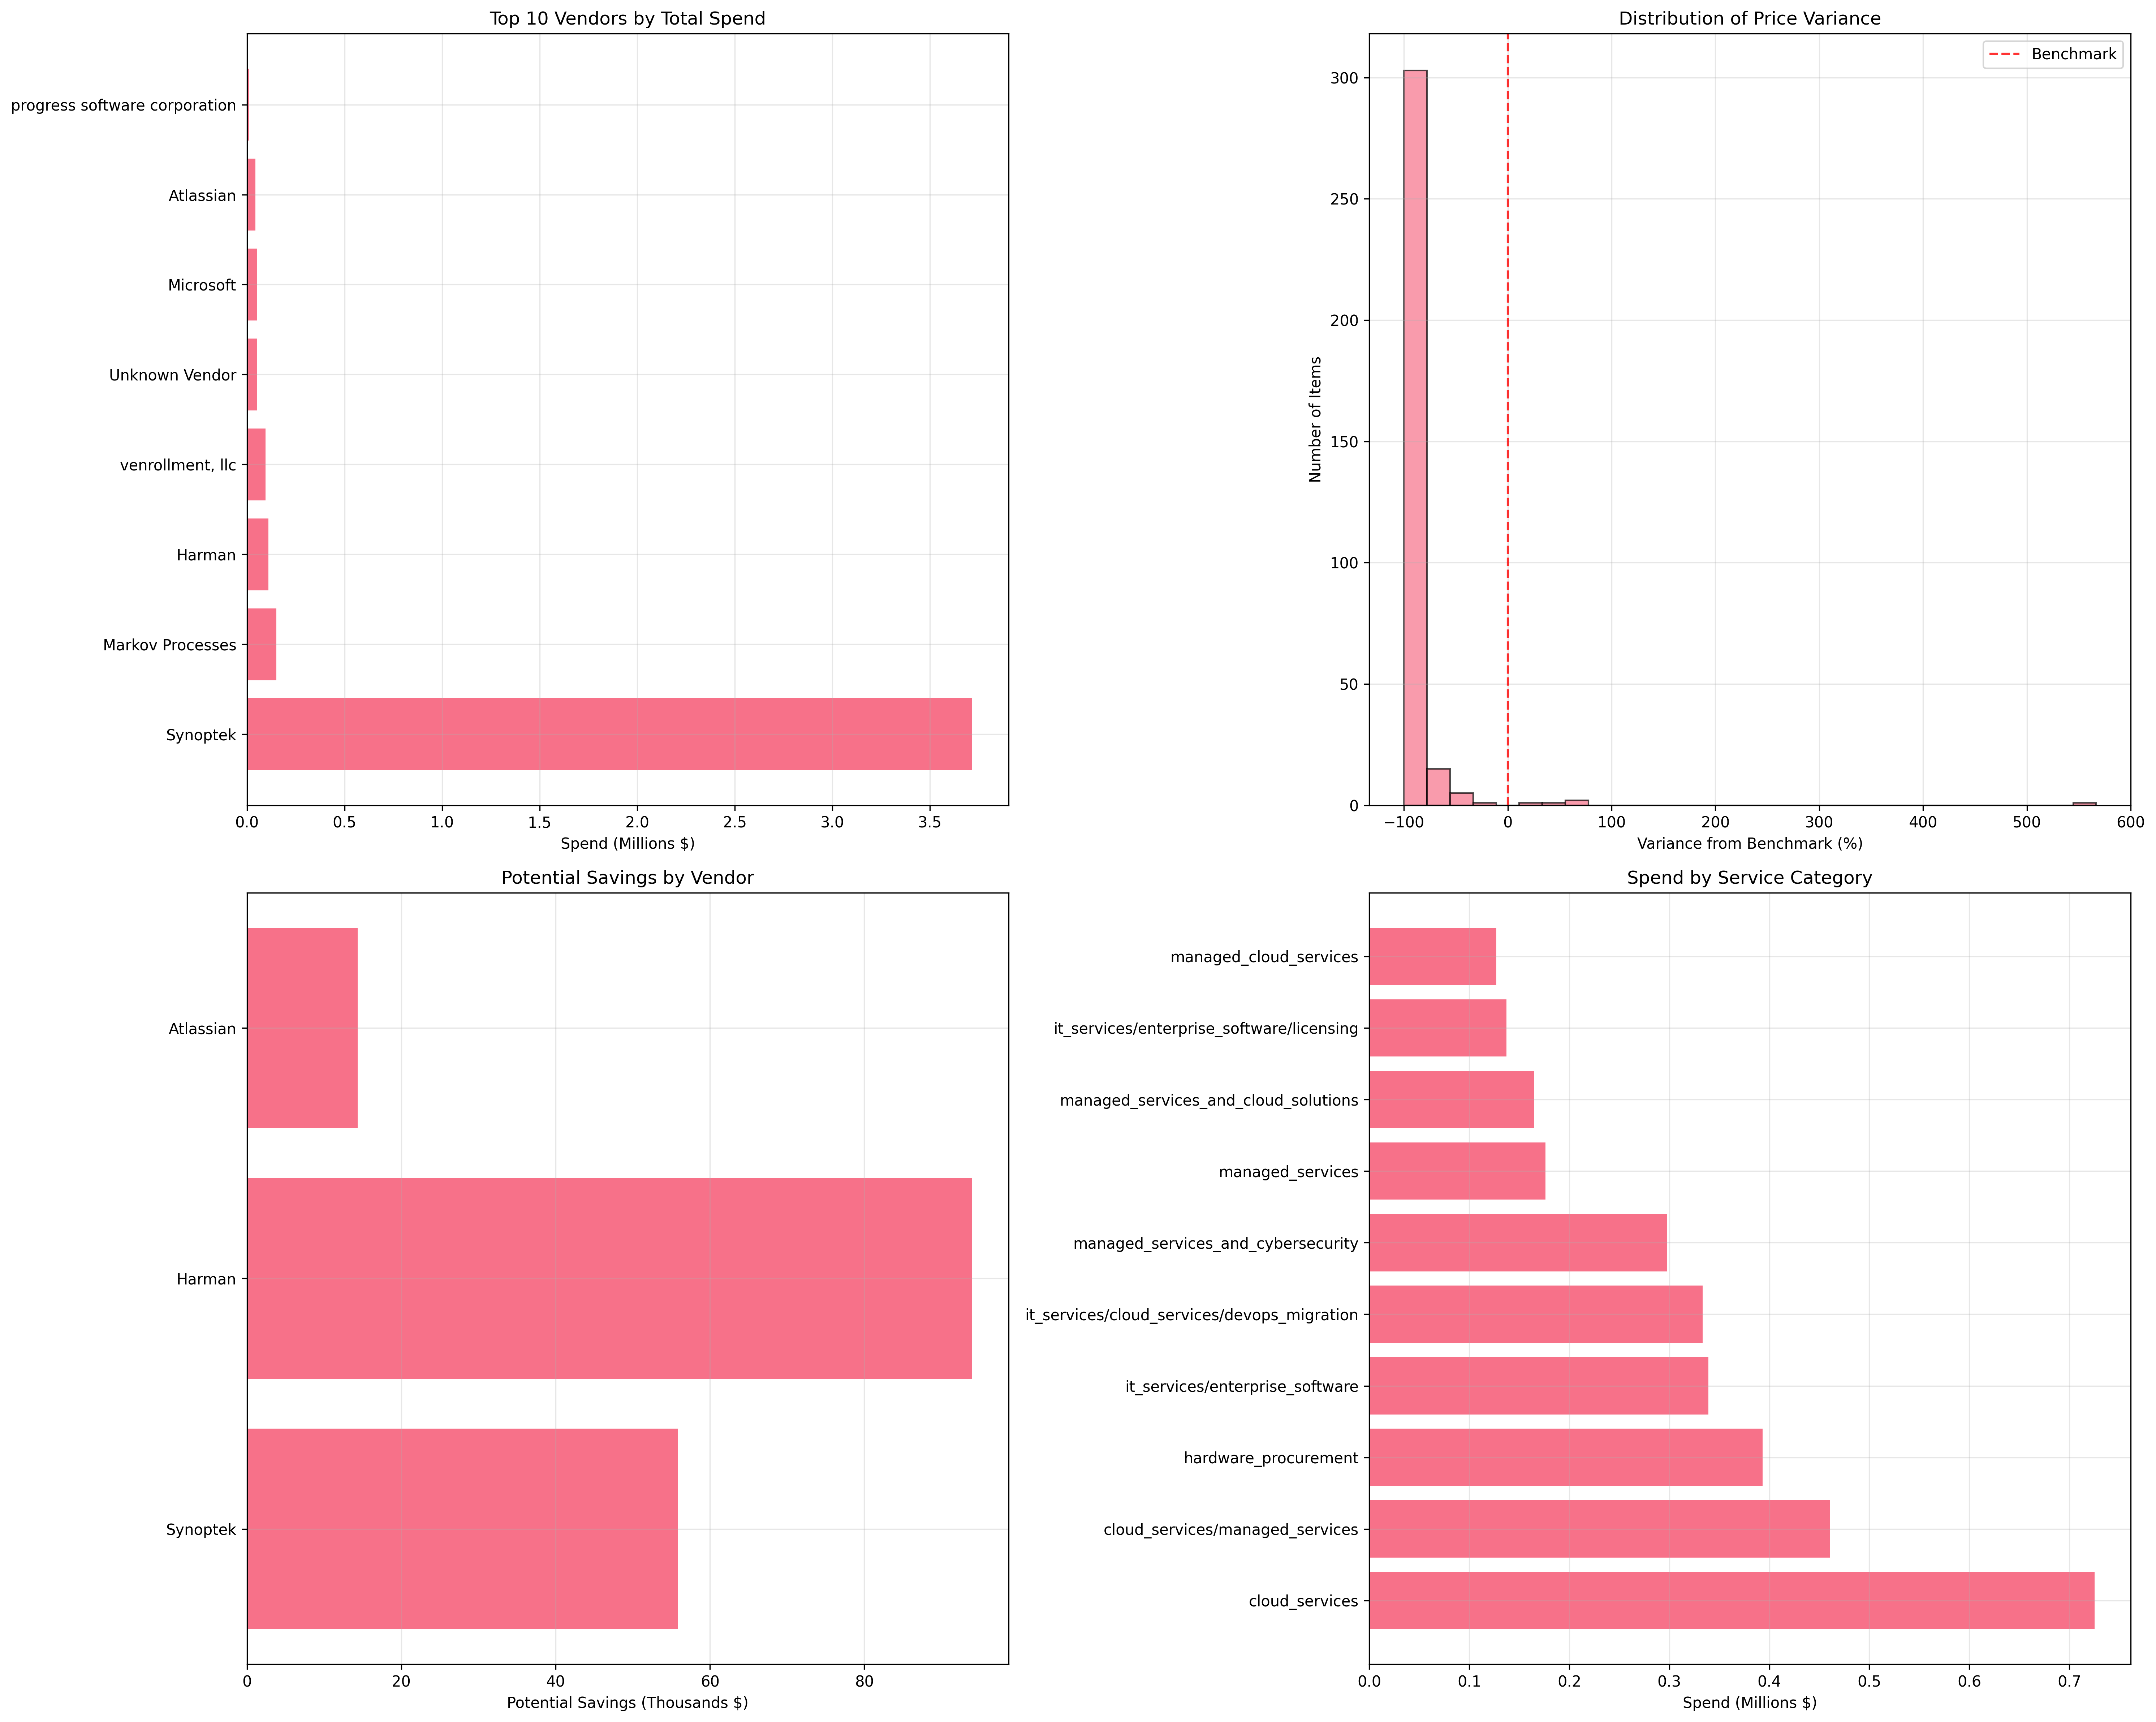 Top 10 Vendors by Total Spend
progress software corporation
Atlassian
Microsoft
Unknown Vendor
venrollment, llc
Harman
Markov Processes
Synoptek
0.0 0.5 1.0 1.5 2.0 2.5 3.0 3.5
Spend (Millions $)
Distribution of Price Variance
Benchmark
300
250
200
150
100
50
0
Number of Items
−100 0 100 200 300 400 500 600
Variance from Benchmark (%)
Potential Savings by Vendor
Atlassian
Harman
Synoptek
0 20 40 60 80
Potential Savings (Thousands $)
Spend by Service Category
managed_cloud_services
it_services/enterprise_software/licensing
managed_services_and_cloud_solutions
managed_services
managed_services_and_cybersecurity
it_services/cloud_services/devops_migration
it_services/enterprise_software
hardware_procurement
cloud_services/managed_services
cloud_services
0.0 0.1 0.2 0.3 0.4 0.5 0.6 0.7
Spend (Millions $)